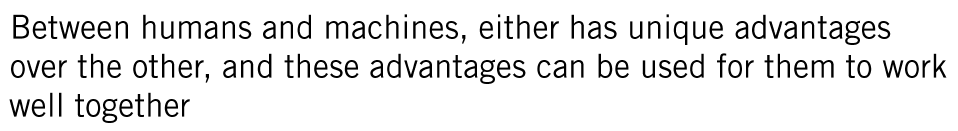 Between humans and machines, either has unique advantages
over the other, and these advantages can be used for them to work
well together